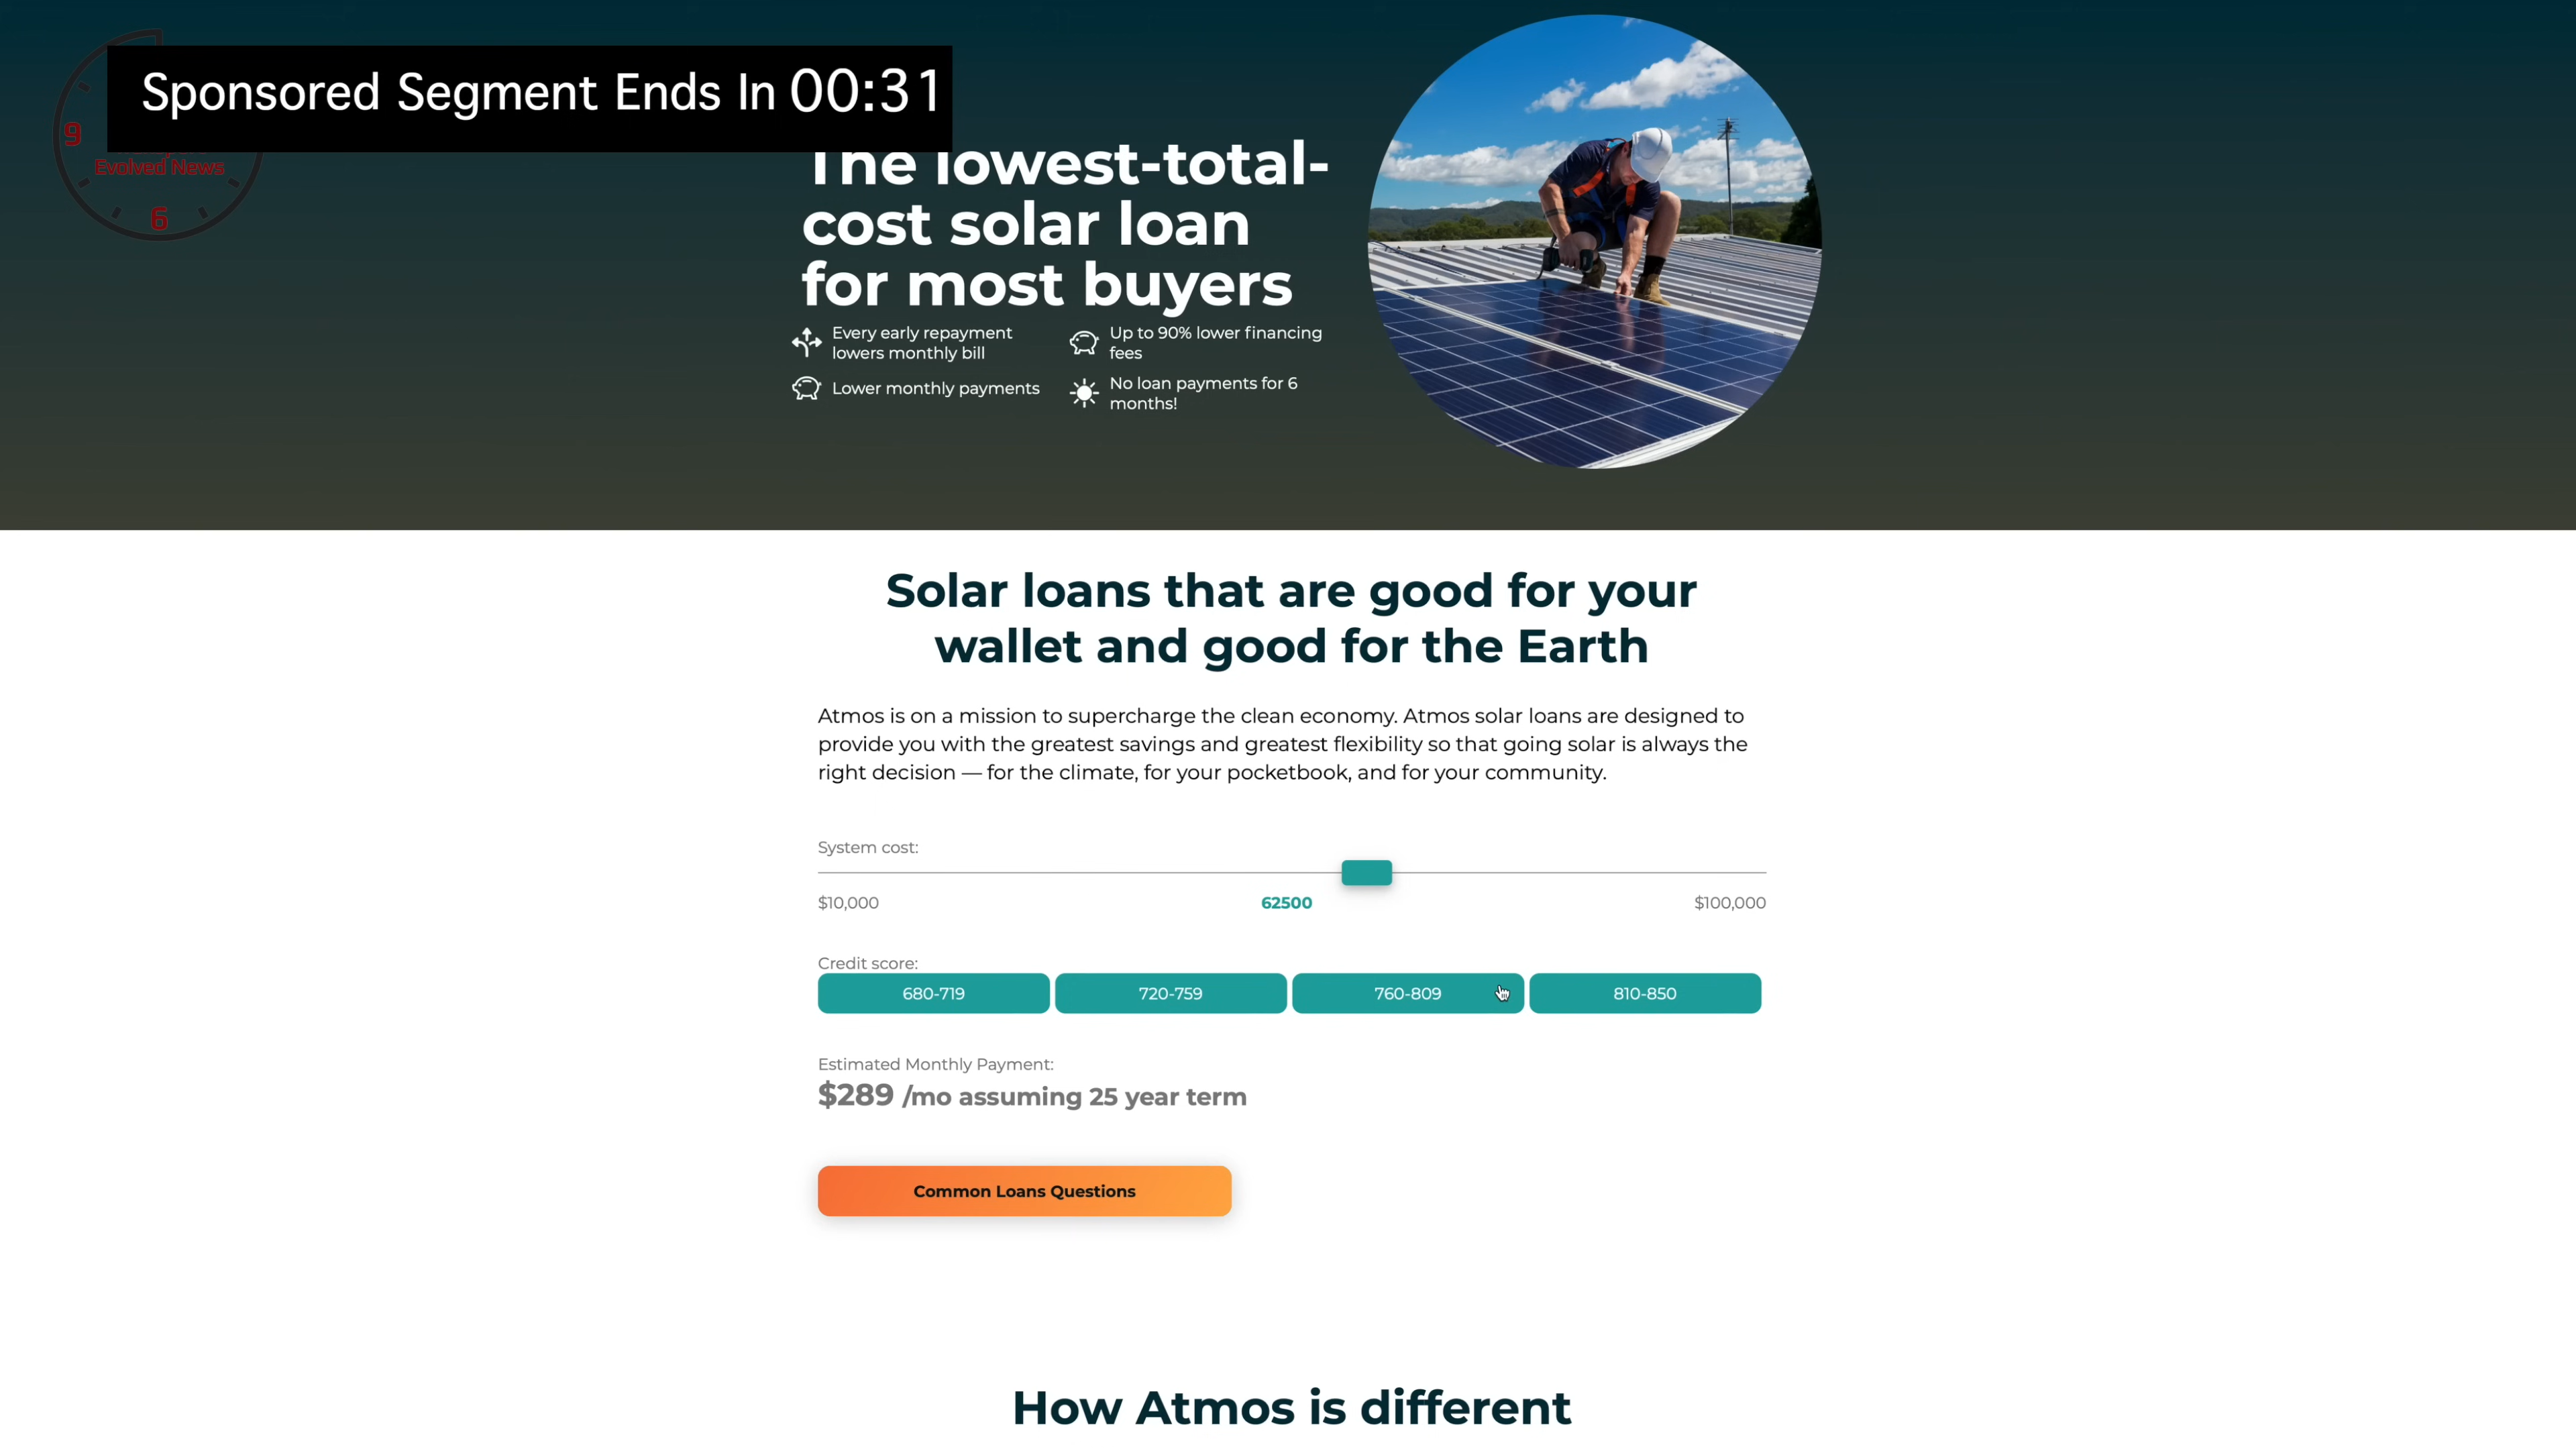 Sponsored Segment Ends In 00:31
9
Evolved News
6
The lowest-total-
cost solar loan
for most buyers
Every early repayment
lowers monthly bill
Up to 90% lower financing
fees
Lower monthly payments
No loan payments for 6
months!
Solar loans that are good for your
wallet and good for the Earth
Atmos is on a mission to supercharge the clean economy. Atmos solar loans are designed to
provide you with the greatest savings and greatest flexibility so that going solar is always the
right decision — for the climate, for your pocketbook, and for your community.
System cost:
$10,000
62500
$100,000
Credit score:
680-719
720-759
760-809
810-850
Estimated Monthly Payment:
$289 /mo assuming 25 year term
Common Loans Questions
How Atmos is different